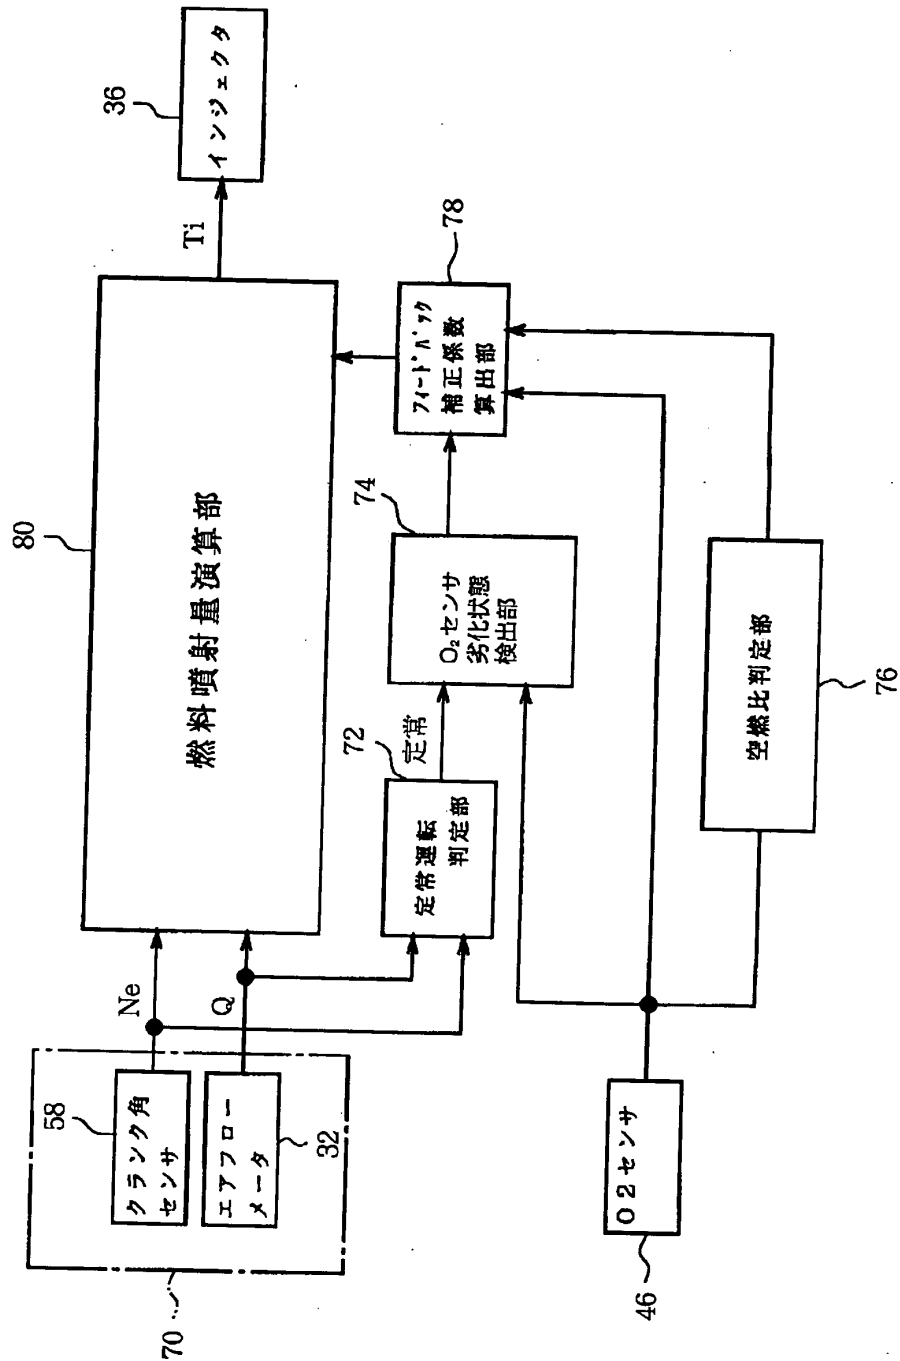 70
58
クランク角
センサ
エアフロー
メータ
32
Ne
Q
80
燃料噴射量演算部
Ti
36
インジェクタ
72
定常運転
判定部
定常
74
O₂センサ
劣化状態
検出部
78
フィードバック
補正係数
算出部
46
O2センサ
空燃比判定部
76